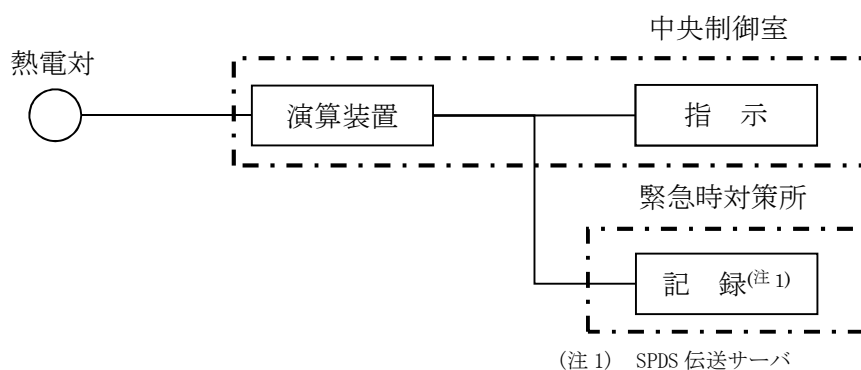 中央制御室
熱電対
演算装置
指 示
緊急時対策所
記 録(注1)
(注1) SPDS 伝送サーバ